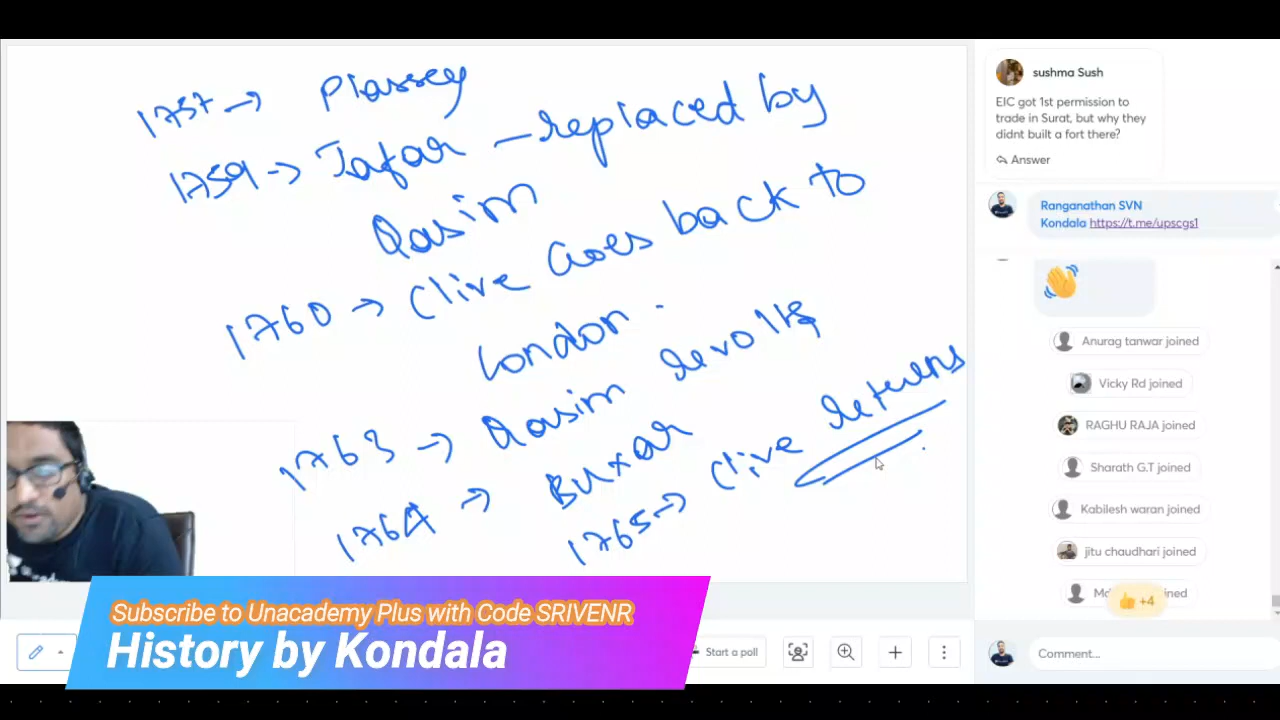 1757 → Plassey
1759 → Jafar – replaced by
Qasim
1760 → Clive Goes back to
London.
1763 → Qasim revolts
1764 → Buxar
1765 → Clive returns
sushma Sush
EIC got 1st permission to
trade in Surat, but why they
didnt built a fort there?
Answer
Ranganathan SVN
Kondala https://t.me/upscgs1
Anurag tanwar joined
Vicky Rd joined
RAGHU RAJA joined
Sharath G.T joined
Kabilesh waran joined
jitu chaudhari joined
+4
Subscribe to Unacademy Plus with Code SRIVENR
History by Kondala
Start a poll
Comment...